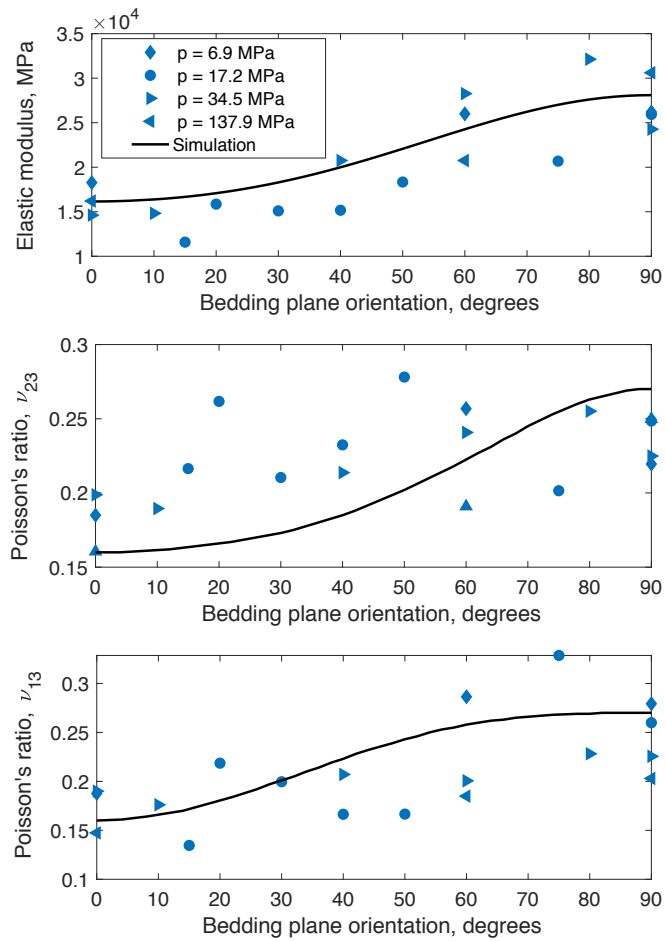 ×10⁴
3.5
3
2.5
2
1.5
1
Elastic modulus, MPa
p = 6.9 MPa
p = 17.2 MPa
p = 34.5 MPa
p = 137.9 MPa
Simulation
0 10 20 30 40 50 60 70 80 90
Bedding plane orientation, degrees
0.3
0.25
0.2
0.15
Poisson's ratio, ν₂₃
0 10 20 30 40 50 60 70 80 90
Bedding plane orientation, degrees
0.3
0.25
0.2
0.15
0.1
Poisson's ratio, ν₁₃
0 10 20 30 40 50 60 70 80 90
Bedding plane orientation, degrees